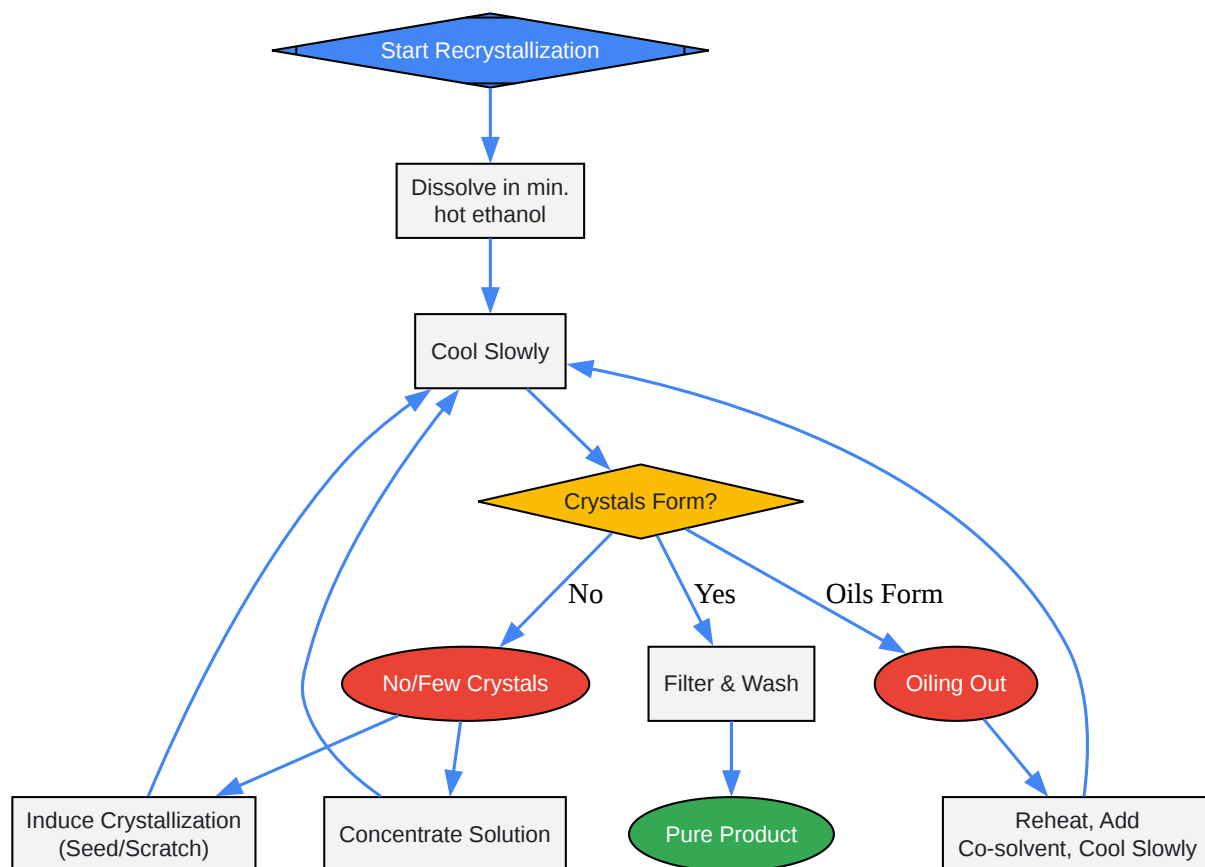 Start Recrystallization
Dissolve in min.
hot ethanol
Cool Slowly
Crystals Form?
No
Yes
Oils Form
No/Few Crystals
Filter & Wash
Oiling Out
Induce Crystallization
(Seed/Scratch)
Concentrate Solution
Pure Product
Reheat, Add
Co-solvent, Cool Slowly